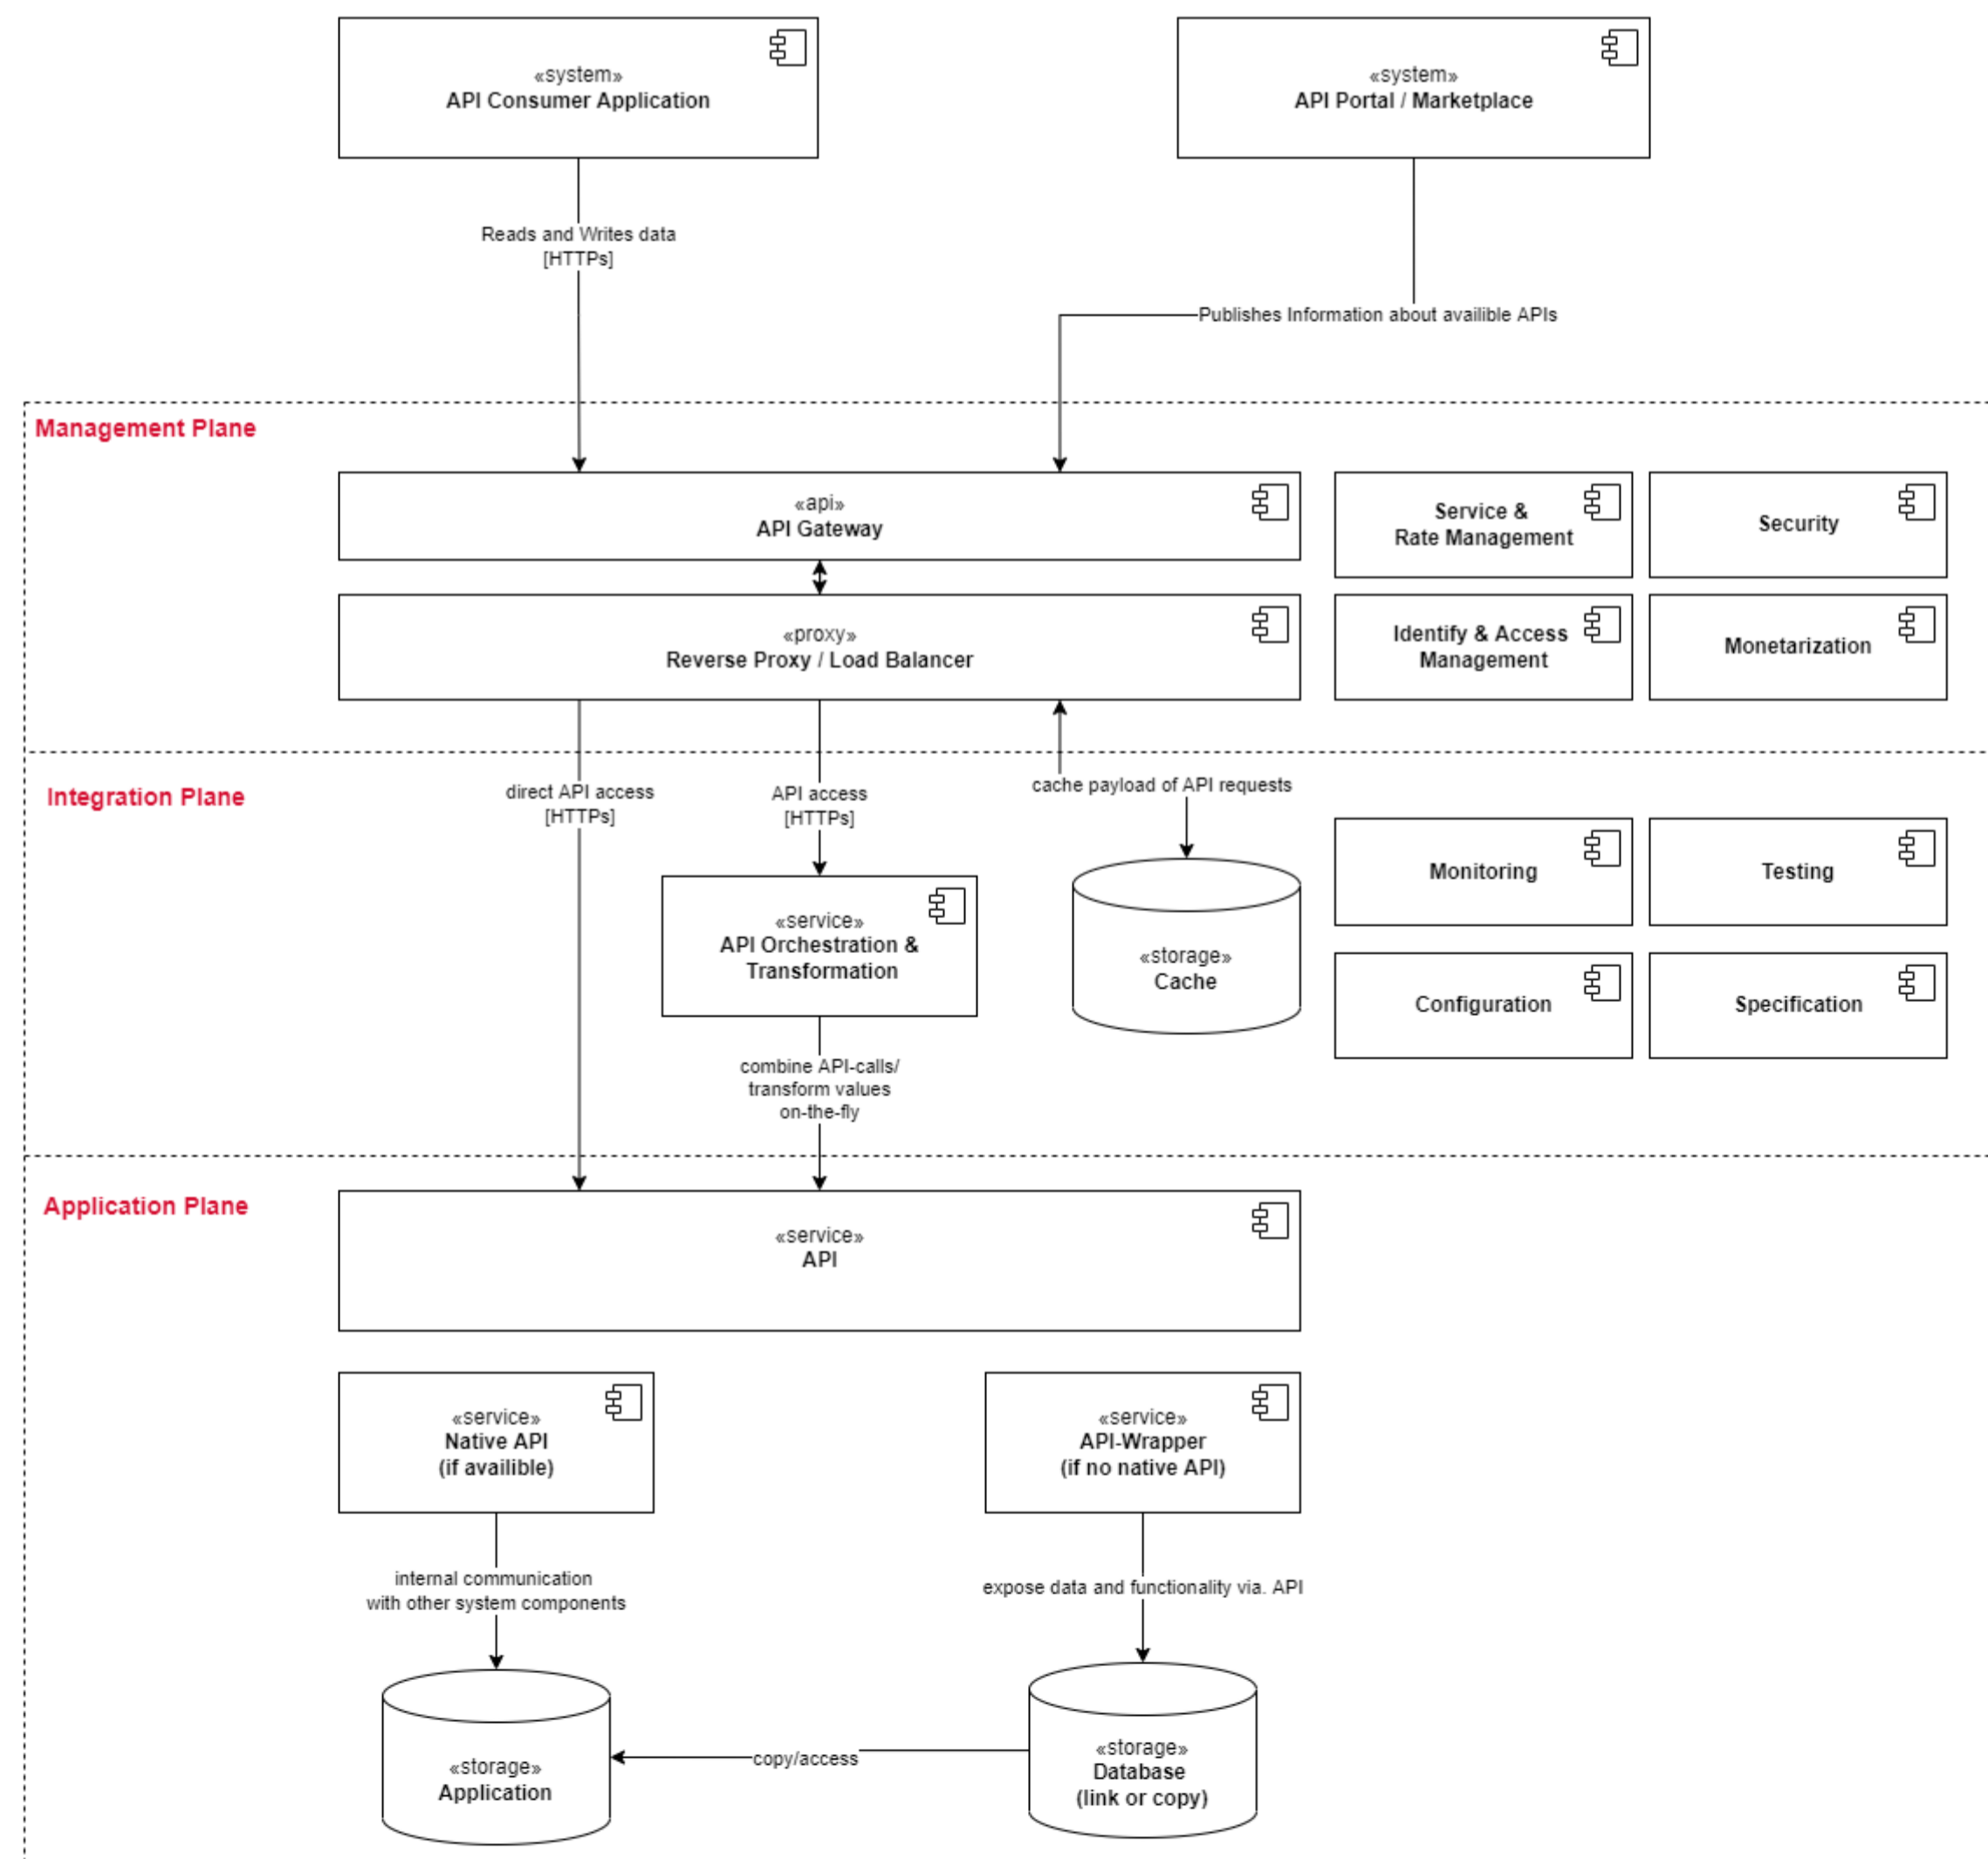 «system»
API Consumer Application
«system»
API Portal / Marketplace
Reads and Writes data
[HTTPs]
Publishes Information about availible APIs
Management Plane
«api»
API Gateway
Service &
Rate Management
Security
«proxy»
Reverse Proxy / Load Balancer
Identify & Access
Management
Monetarization
Integration Plane
direct API access
[HTTPs]
API access
[HTTPs]
cache payload of API requests
Monitoring
Testing
«service»
API Orchestration &
Transformation
«storage»
Cache
Configuration
Specification
combine API-calls/
transform values
on-the-fly
Application Plane
«service»
API
«service»
Native API
(if availible)
«service»
API-Wrapper
(if no native API)
internal communication
with other system components
expose data and functionality via. API
«storage»
Application
copy/access
«storage»
Database
(link or copy)